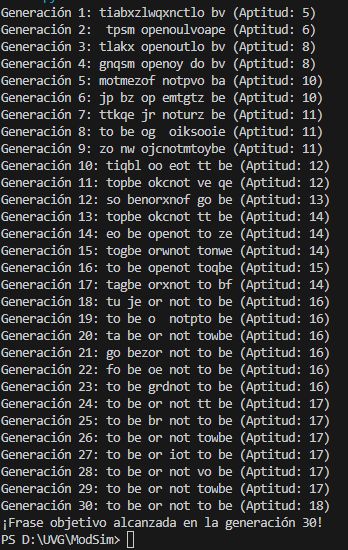 Generación 1: tiabxzlwqxnctlo bv (Aptitud: 5)
Generación 2:  tpsm openoulvoape (Aptitud: 6)
Generación 3: tlakx openoutlo bv (Aptitud: 8)
Generación 4: gnqsm openoy do bv (Aptitud: 8)
Generación 5: motmezof notpvo ba (Aptitud: 10)
Generación 6: jp bz op emtgtz be (Aptitud: 10)
Generación 7: ttkqe jr noturz be (Aptitud: 11)
Generación 8: to be og  oiksooie (Aptitud: 11)
Generación 9: zo nw ojcnotmtoybe (Aptitud: 11)
Generación 10: tiqbl oo eot tt be (Aptitud: 12)
Generación 11: topbe okcnot ve qe (Aptitud: 12)
Generación 12: so benorxnof go be (Aptitud: 13)
Generación 13: topbe okcnot tt be (Aptitud: 14)
Generación 14: eo be openot to ze (Aptitud: 14)
Generación 15: togbe orwnot tonwe (Aptitud: 14)
Generación 16: to be openot toqbe (Aptitud: 15)
Generación 17: tagbe orxnot to bf (Aptitud: 14)
Generación 18: tu je or not to be (Aptitud: 16)
Generación 19: to be o  notpto be (Aptitud: 16)
Generación 20: ta be or not towbe (Aptitud: 16)
Generación 21: go bezor not to be (Aptitud: 16)
Generación 22: fo be oe not to be (Aptitud: 16)
Generación 23: to be grdnot to be (Aptitud: 16)
Generación 24: to be or not tt be (Aptitud: 17)
Generación 25: to be br not to be (Aptitud: 17)
Generación 26: to be or not towbe (Aptitud: 17)
Generación 27: to be or iot to be (Aptitud: 17)
Generación 28: to be or not vo be (Aptitud: 17)
Generación 29: to be or not towbe (Aptitud: 17)
Generación 30: to be or not to be (Aptitud: 18)
¡Frase objetivo alcanzada en la generación 30!
PS D:\UVG\ModSim>